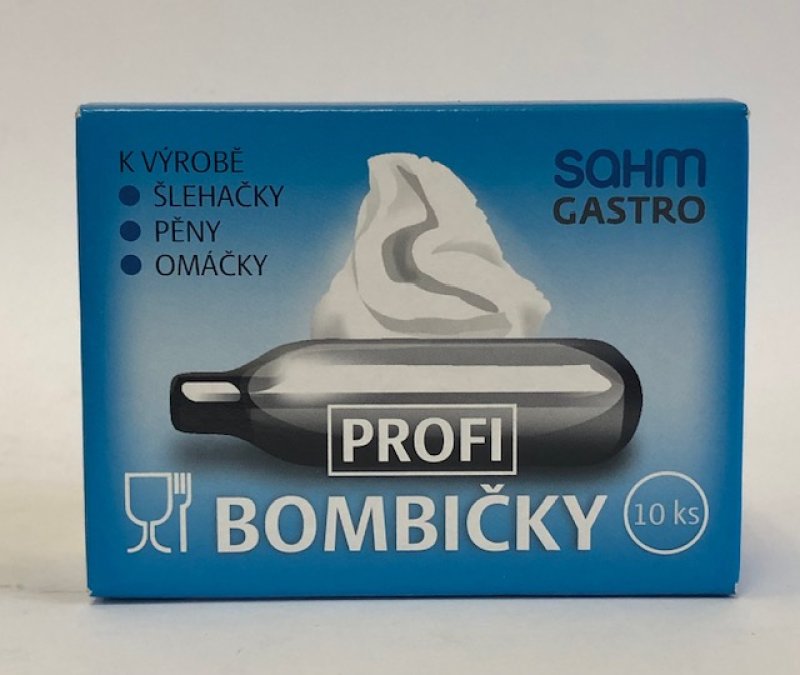 K VÝROBĚ
ŠLEHAČKY
PĚNY
OMÁČKY
SAHM
GASTRO
PROFI
BOMBIČKY
10 ks